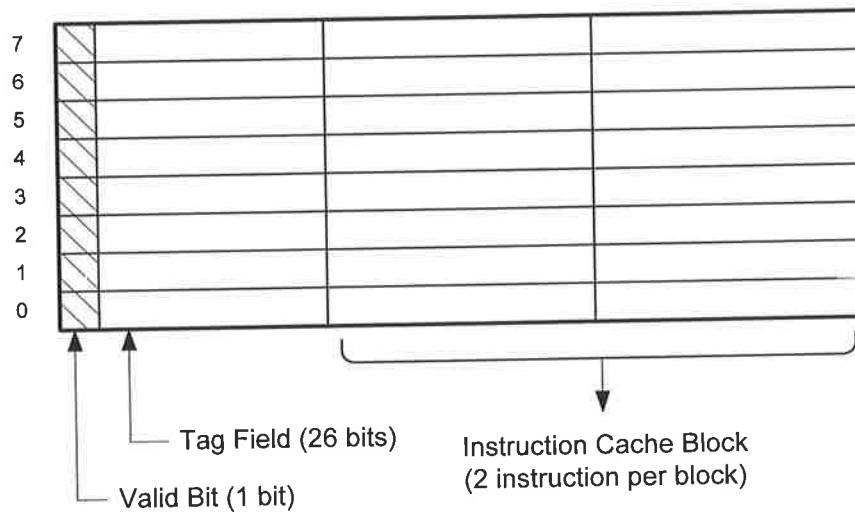 7
6
5
4
3
2
1
0
Tag Field (26 bits)
Valid Bit (1 bit)
Instruction Cache Block
(2 instruction per block)